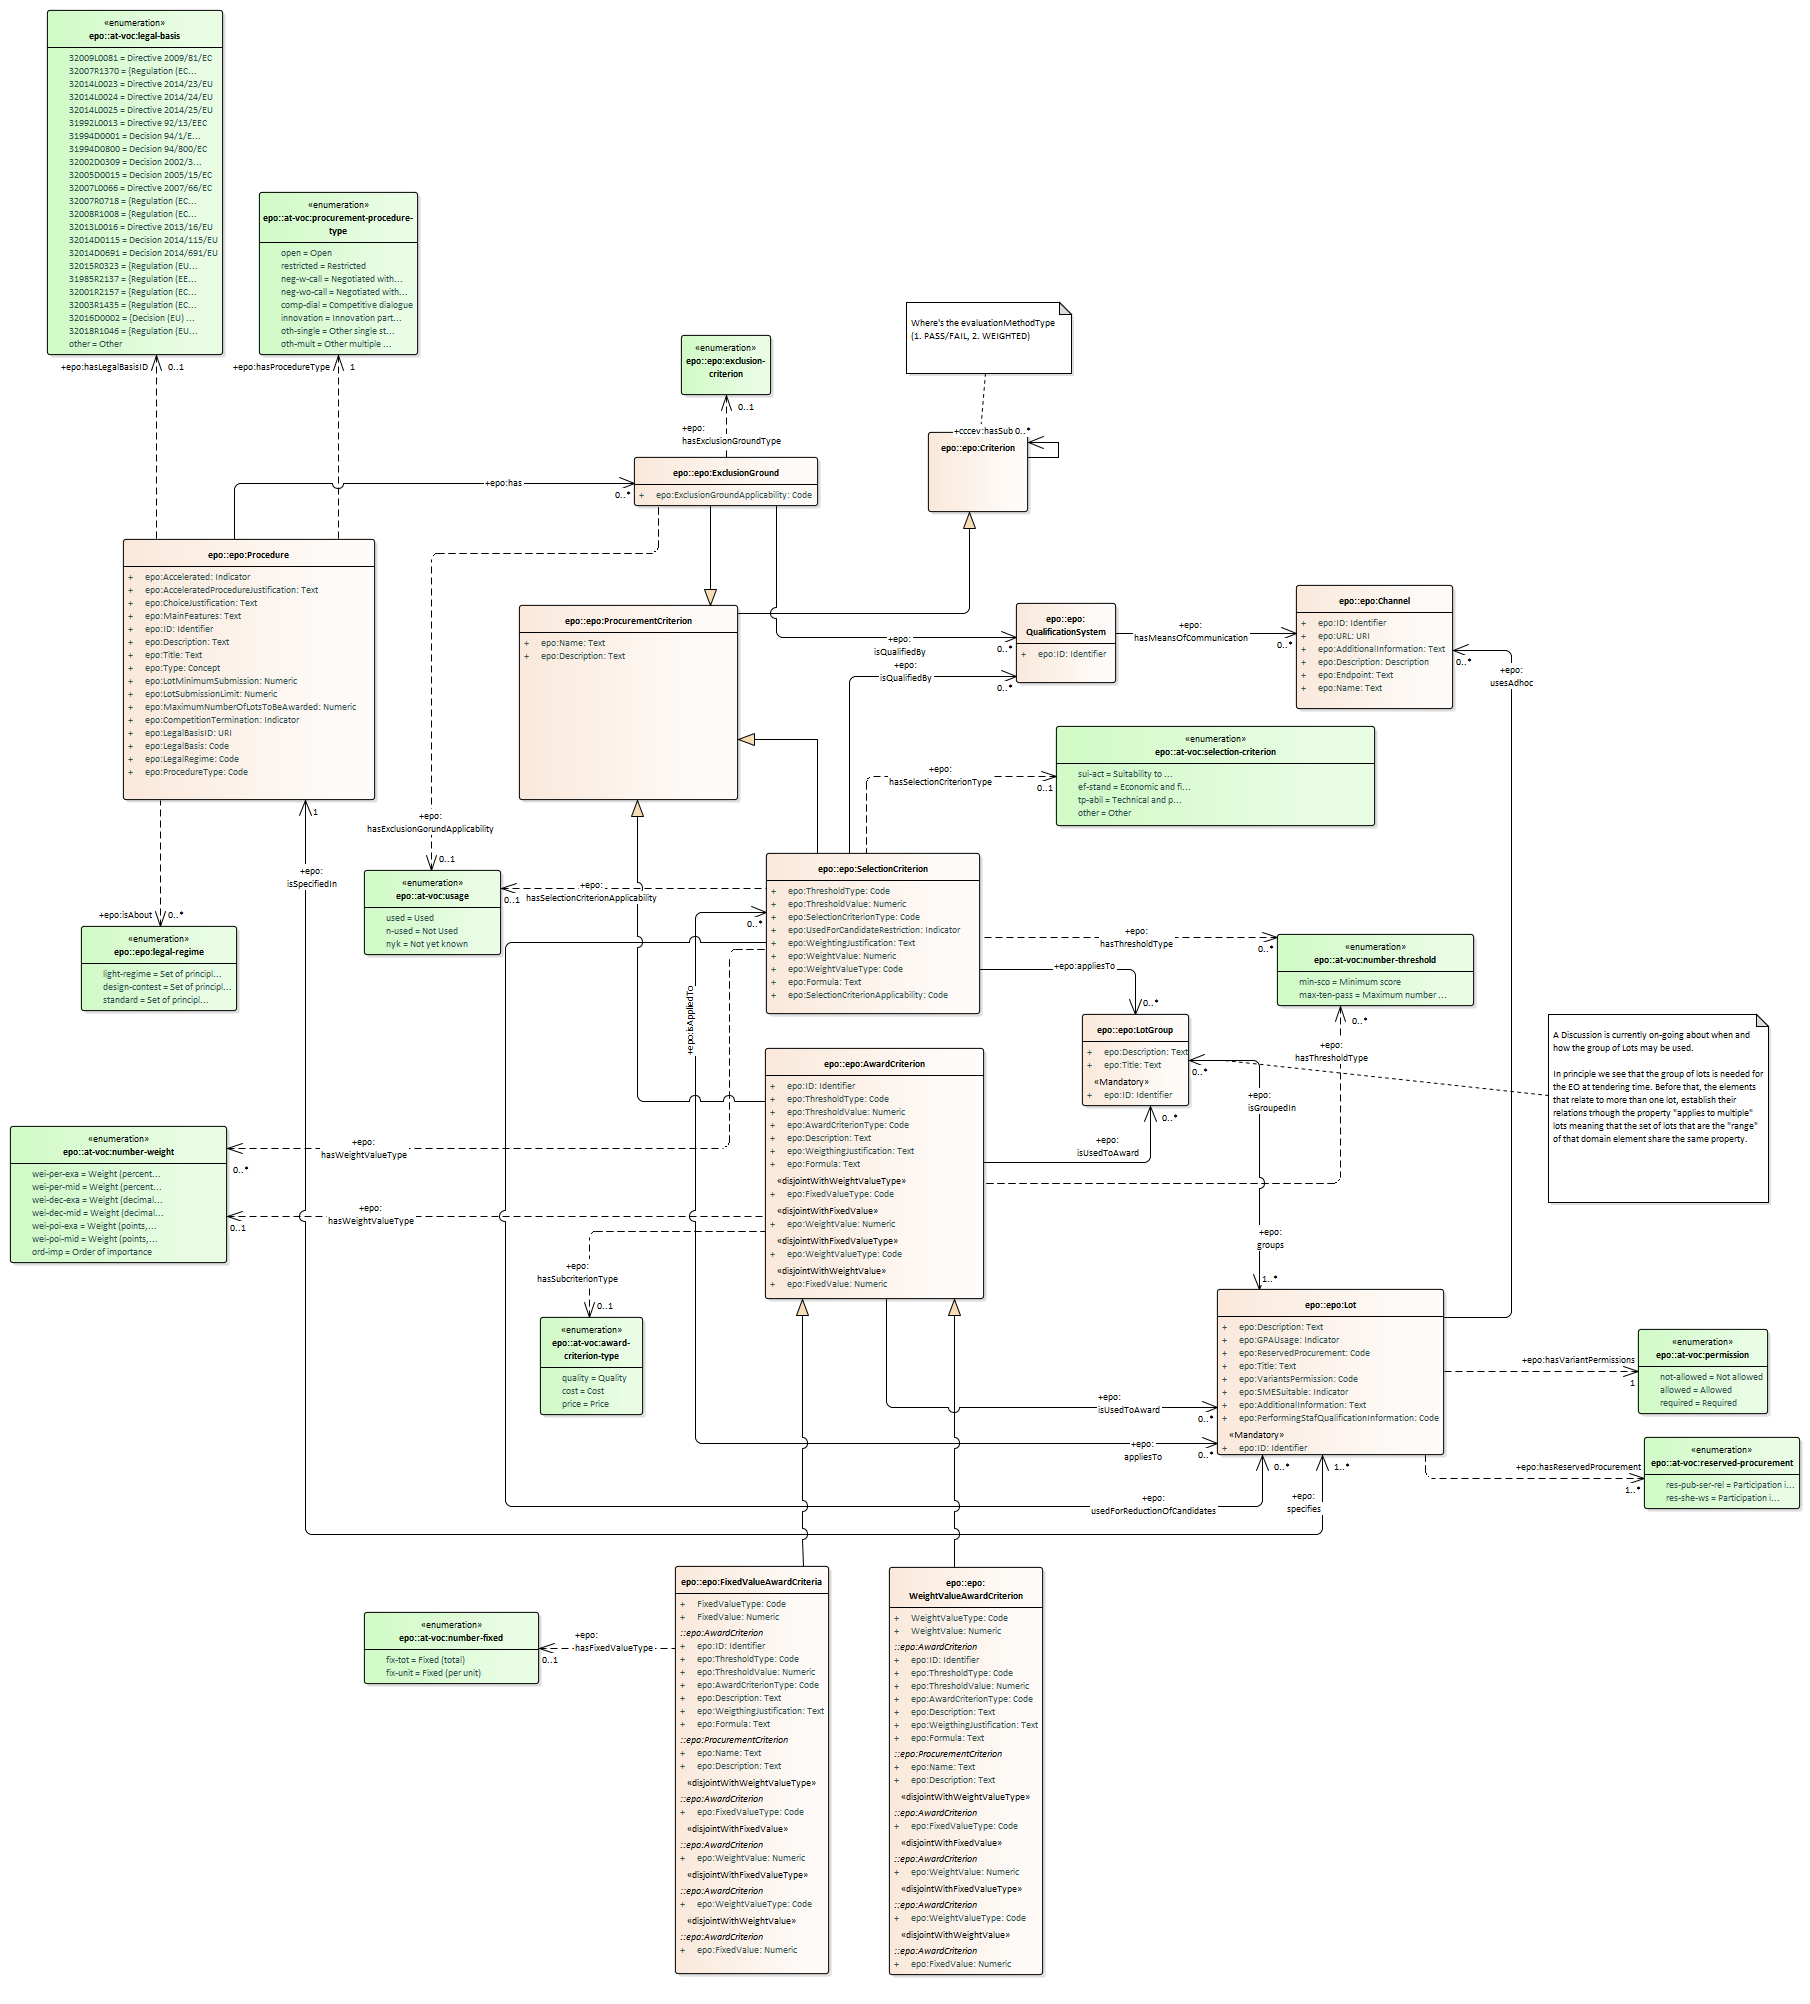 «enumeration»
epo::at-voc:legal-basis
32009L0081 = Directive 2009/81/EC
32007R1370 = {Regulation (EC...
32014L0023 = Directive 2014/23/EU
32014L0024 = Directive 2014/24/EU
32014L0025 = Directive 2014/25/EU
31992L0013 = Directive 92/13/EEC
31994D0001 = Decision 94/1/E...
31994D0800 = Decision 94/800/EC
32002D0309 = Decision 2002/3...
32005D0015 = Decision 2005/15/EC
32007L0066 = Directive 2007/66/EC
32007R0718 = {Regulation (EC...
32008R1008 = {Regulation (EC...
32013L0016 = Directive 2013/16/EU
32014D0115 = Decision 2014/115/EU
32014D0691 = Decision 2014/691/EU
32015R0323 = {Regulation (EU...
31985R2137 = {Regulation (EE...
32001R2157 = {Regulation (EC...
32003R1435 = {Regulation (EC...
32016D0002 = {Decision (EU) ...
32018R1046 = {Regulation (EU...
other = Other
«enumeration»
epo::at-voc:procurement-procedure-
type
open = Open
restricted = Restricted
neg-w-call = Negotiated with...
neg-wo-call = Negotiated with...
comp-dial = Competitive dialogue
innovation = Innovation part...
oth-single = Other single st...
oth-mult = Other multiple ...
+epo:hasLegalBasisID 0..1
+epo:hasProcedureType 1
«enumeration»
epo::epo:exclusion-
criterion
0..1
+epo:
hasExclusionGroundType
Where's the evaluationMethodType
(1. PASS/FAIL, 2. WEIGHTED)
+cccev:hasSub 0..*
epo::epo:Criterion
epo::epo:ExclusionGround
+ epo:ExclusionGroundApplicability: Code
+epo:has
0..*
epo::epo:Procedure
+ epo:Accelerated: Indicator
+ epo:AcceleratedProcedureJustification: Text
+ epo:ChoiceJustification: Text
+ epo:MainFeatures: Text
+ epo:ID: Identifier
+ epo:Description: Text
+ epo:Title: Text
+ epo:Type: Concept
+ epo:LotMinimumSubmission: Numeric
+ epo:LotSubmissionLimit: Numeric
+ epo:MaximumNumberOfLotsToBeAwarded: Numeric
+ epo:CompetitionTermination: Indicator
+ epo:LegalBasisID: URI
+ epo:LegalBasis: Code
+ epo:LegalRegime: Code
+ epo:ProcedureType: Code
epo::epo:ProcurementCriterion
+ epo:Name: Text
+ epo:Description: Text
epo::epo:
QualificationSystem
+ epo:ID: Identifier
+epo:
isQualifiedBy
0..*
+epo:
isQualifiedBy
0..*
+epo:
hasMeansOfCommunication
0..*
epo::epo:Channel
+ epo:ID: Identifier
+ epo:URL: URI
+ epo:AdditionalInformation: Text
+ epo:Description: Description
+ epo:Endpoint: Text
+ epo:Name: Text
0..*
+epo:
usesAdhoc
«enumeration»
epo::at-voc:selection-criterion
sui-act = Suitability to ...
ef-stand = Economic and fi...
tp-abil = Technical and p...
other = Other
+epo:
hasSelectionCriterionType
0..1
1
+epo:
isSpecifiedIn
+epo:
hasExclusionGorundApplicability
0..1
«enumeration»
epo::at-voc:usage
used = Used
n-used = Not Used
nyk = Not yet known
0..1
+epo:
hasSelectionCriterionApplicability
+epo:isAbout 0..*
«enumeration»
epo::epo:legal-regime
light-regime = Set of principl...
design-contest = Set of principl...
standard = Set of principl...
epo::epo:SelectionCriterion
+ epo:ThresholdType: Code
+ epo:ThresholdValue: Numeric
+ epo:SelectionCriterionType: Code
+ epo:UsedForCandidateRestriction: Indicator
+ epo:WeightingJustification: Text
+ epo:WeightValue: Numeric
+ epo:WeightValueType: Code
+ epo:Formula: Text
+ epo:SelectionCriterionApplicability: Code
0..*
+epo:isAppliedTo
+epo:
hasThresholdType
0..*
«enumeration»
epo::at-voc:number-threshold
min-sco = Minimum score
max-ten-pass = Maximum number ...
+epo:appliesTo
0..*
epo::epo:LotGroup
+ epo:Description: Text
+ epo:Title: Text
«Mandatory»
+ epo:ID: Identifier
0..*
0..*
+epo:
hasThresholdType
0..*
A Discussion is currently on-going about when and
how the group of Lots may be used.
In principle we see that the group of lots is needed for
the EO at tendering time. Before that, the elements
that relate to more than one lot, establish their
relations trhough the property "applies to multiple"
lots meaning that the set of lots that are the "range"
of that domain element share the same property.
epo::epo:AwardCriterion
+ epo:ID: Identifier
+ epo:ThresholdType: Code
+ epo:ThresholdValue: Numeric
+ epo:AwardCriterionType: Code
+ epo:Description: Text
+ epo:WeigthingJustification: Text
+ epo:Formula: Text
«disjointWithWeightValueType»
+ epo:FixedValueType: Code
«disjointWithFixedValue»
+ epo:WeightValue: Numeric
«disjointWithFixedValueType»
+ epo:WeightValueType: Code
«disjointWithWeightValue»
+ epo:FixedValue: Numeric
+epo:
isGroupedIn
+epo:
isUsedToAward
+epo:
groups
1..*
«enumeration»
epo::at-voc:number-weight
wei-per-exa = Weight (percent...
wei-per-mid = Weight (percent...
wei-dec-exa = Weight (decimal...
wei-dec-mid = Weight (decimal...
wei-poi-exa = Weight (points,...
wei-poi-mid = Weight (points,...
ord-imp = Order of importance
+epo:
hasWeightValueType
0..*
+epo:
hasWeightValueType
0..1
+epo:
hasSubcriterionType
0..1
«enumeration»
epo::at-voc:award-
criterion-type
quality = Quality
cost = Cost
price = Price
epo::epo:Lot
+ epo:Description: Text
+ epo:GPAUsage: Indicator
+ epo:ReservedProcurement: Code
+ epo:Title: Text
+ epo:VariantsPermission: Code
+ epo:SMESuitable: Indicator
+ epo:AdditionalInformation: Text
+ epo:PerformingStafQualificationInformation: Code
«Mandatory»
+ epo:ID: Identifier
+epo:hasVariantPermissions
1
«enumeration»
epo::at-voc:permission
not-allowed = Not allowed
allowed = Allowed
required = Required
+epo:
isUsedToAward
0..*
+epo:
appliesTo
0..*
0..*
1..*
+epo:hasReservedProcurement
1..*
«enumeration»
epo::at-voc:reserved-procurement
res-pub-ser-rel = Participation i...
res-she-ws = Participation i...
+epo:
usedForReductionOfCandidates
+epo:
specifies
epo::epo:FixedValueAwardCriteria
+ FixedValueType: Code
+ FixedValue: Numeric
::epo:AwardCriterion
+ epo:ID: Identifier
+ epo:ThresholdType: Code
+ epo:ThresholdValue: Numeric
+ epo:AwardCriterionType: Code
+ epo:Description: Text
+ epo:WeigthingJustification: Text
+ epo:Formula: Text
::epo:ProcurementCriterion
+ epo:Name: Text
+ epo:Description: Text
«disjointWithWeightValueType»
::epo:AwardCriterion
+ epo:FixedValueType: Code
«disjointWithFixedValue»
::epo:AwardCriterion
+ epo:WeightValue: Numeric
«disjointWithFixedValueType»
::epo:AwardCriterion
+ epo:WeightValueType: Code
«disjointWithWeightValue»
::epo:AwardCriterion
+ epo:FixedValue: Numeric
epo::epo:
WeightValueAwardCriterion
+ WeightValueType: Code
+ WeightValue: Numeric
::epo:AwardCriterion
+ epo:ID: Identifier
+ epo:ThresholdType: Code
+ epo:ThresholdValue: Numeric
+ epo:AwardCriterionType: Code
+ epo:Description: Text
+ epo:WeigthingJustification: Text
+ epo:Formula: Text
::epo:ProcurementCriterion
+ epo:Name: Text
+ epo:Description: Text
«disjointWithWeightValueType»
::epo:AwardCriterion
+ epo:FixedValueType: Code
«disjointWithFixedValue»
::epo:AwardCriterion
+ epo:WeightValue: Numeric
«disjointWithFixedValueType»
::epo:AwardCriterion
+ epo:WeightValueType: Code
«disjointWithWeightValue»
::epo:AwardCriterion
+ epo:FixedValue: Numeric
«enumeration»
epo::at-voc:number-fixed
fix-tot = Fixed (total)
fix-unit = Fixed (per unit)
+epo:
hasFixedValueType
0..1